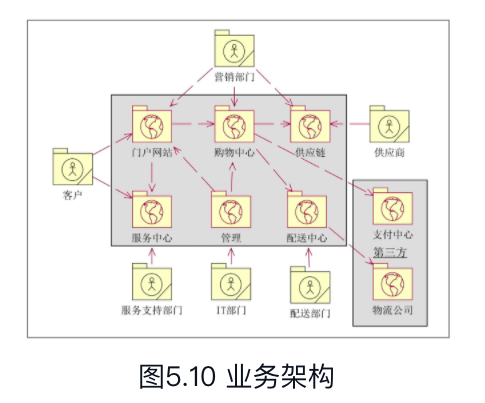 营销部门
门户网站
购物中心
供应链
供应商
客户
服务中心
管理
配送中心
支付中心
第三方
服务支持部门
IT部门
配送部门
物流公司
图5.10 业务架构